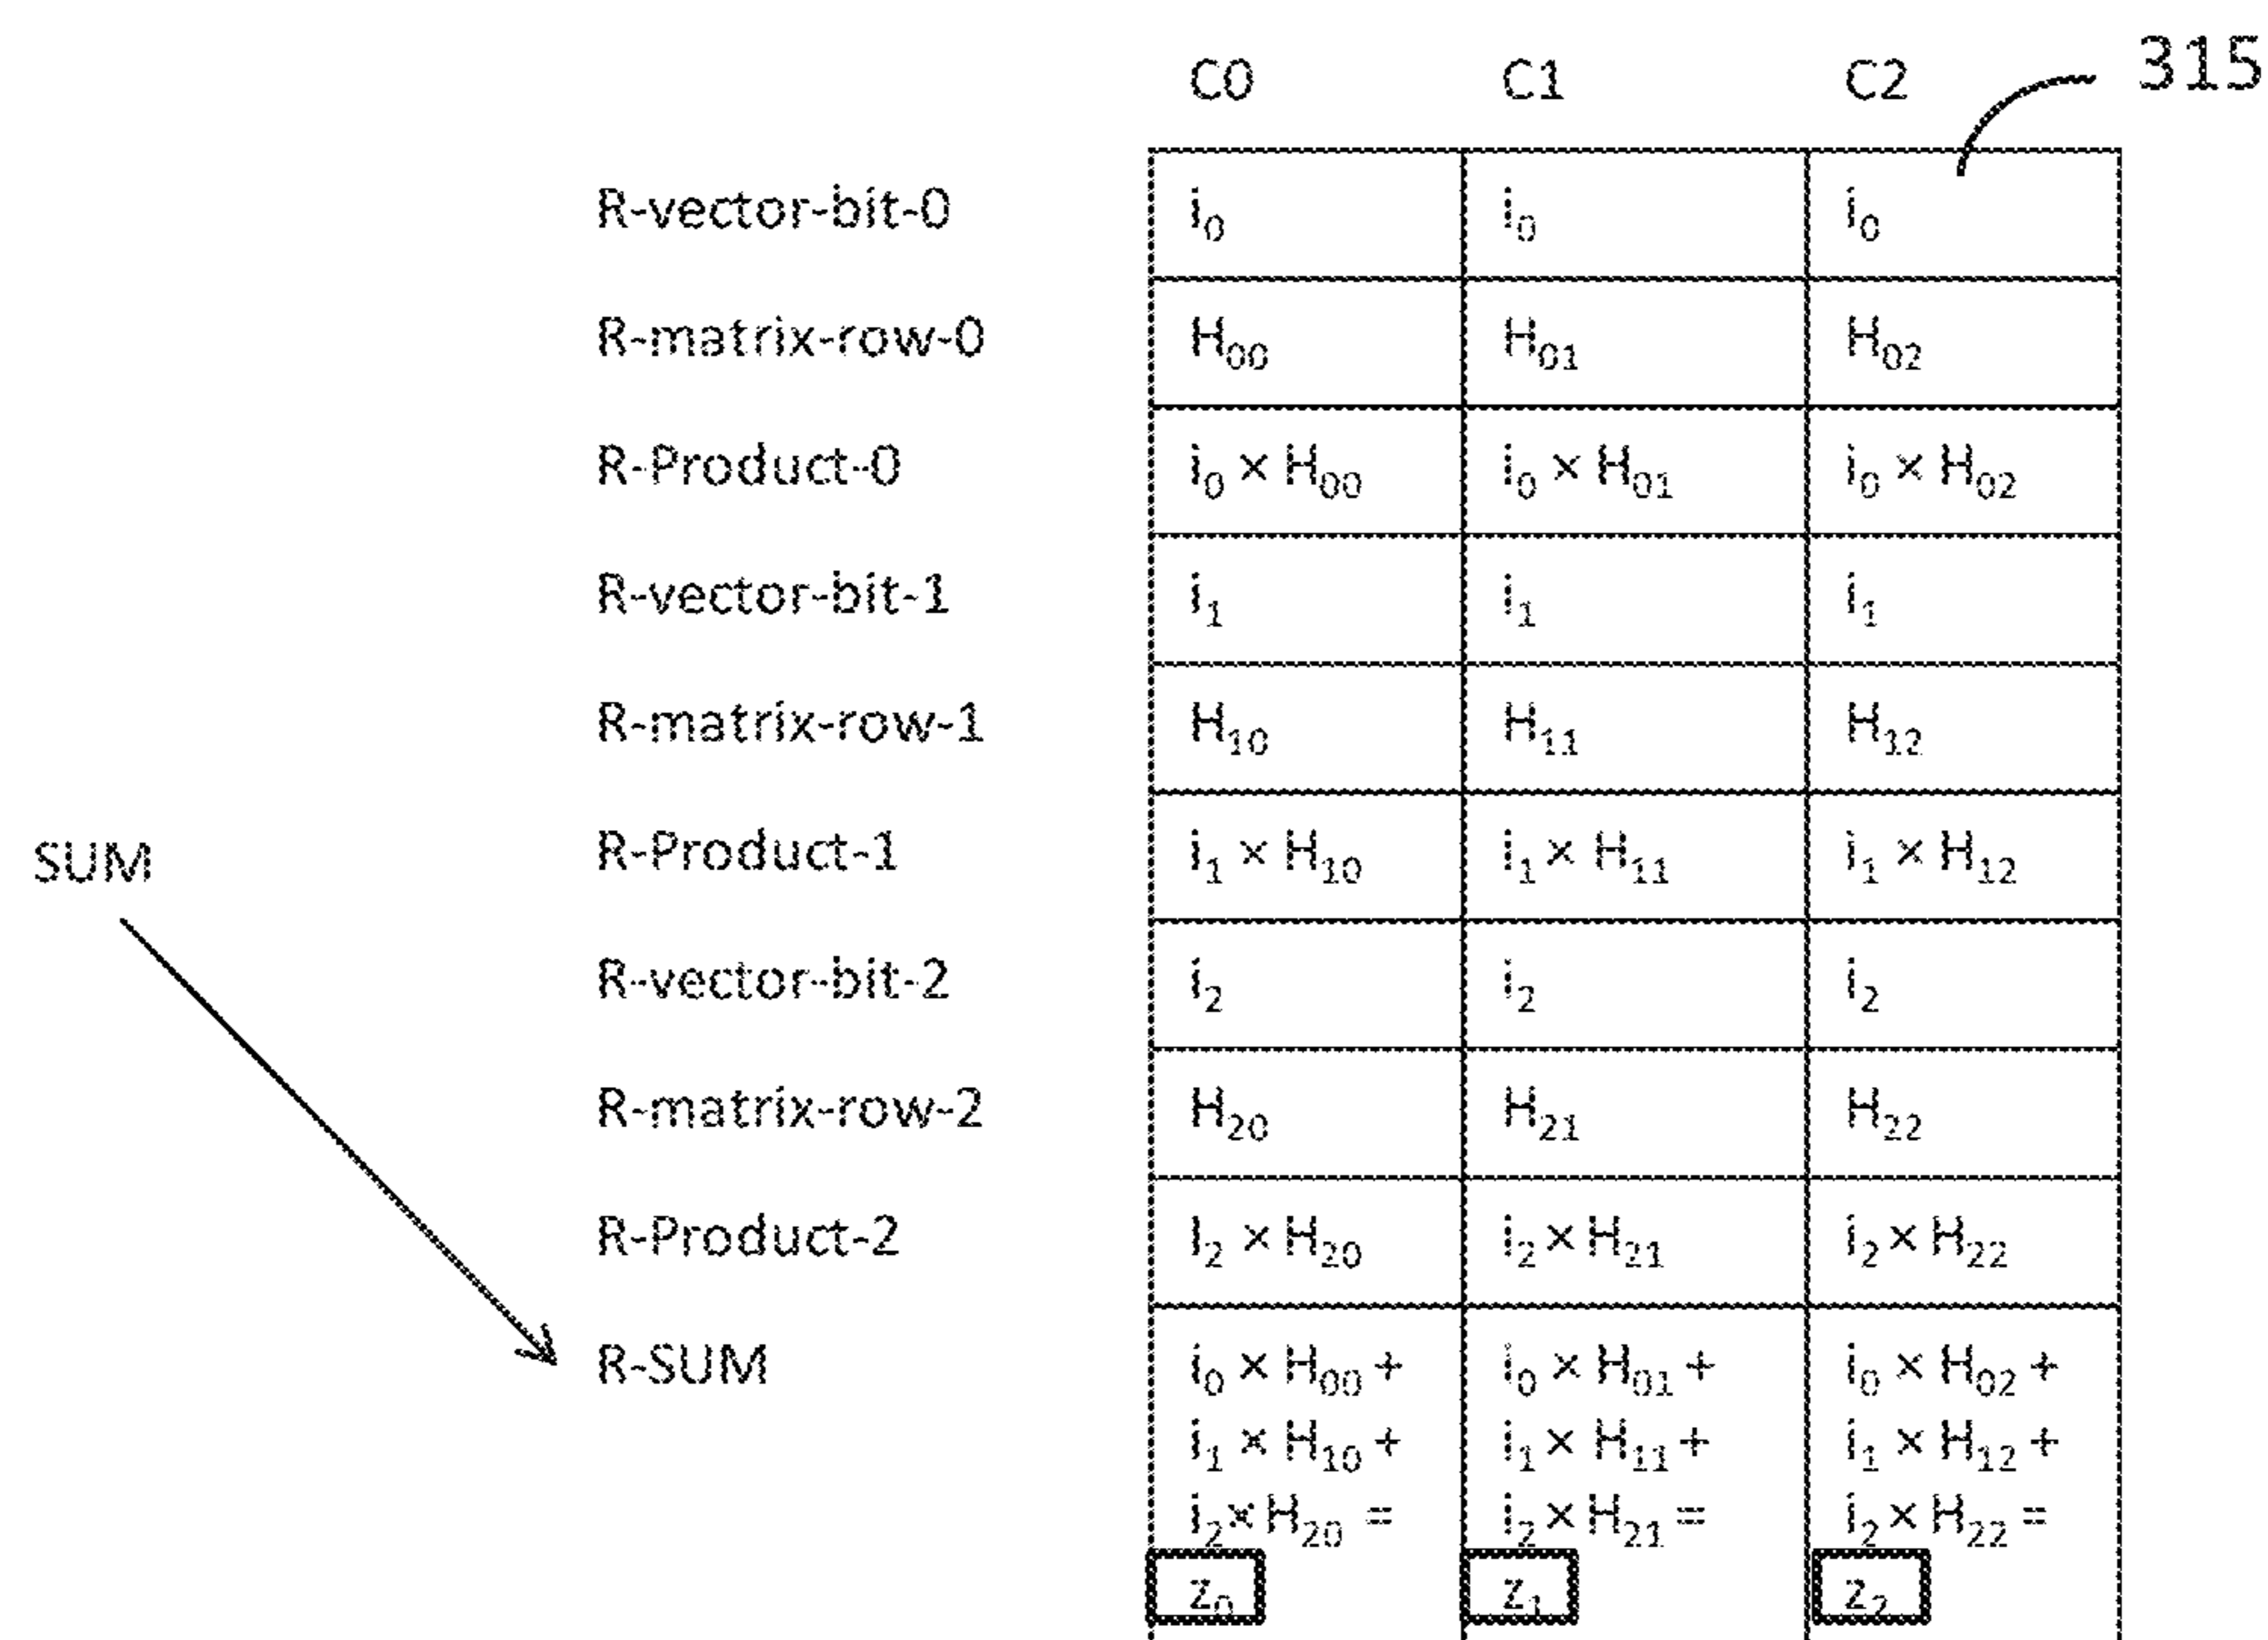 C0 C1 C2 315
R-vector-bit-0 i₀ i₀ i₀
R-matrix-row-0 H₀₀ H₀₁ H₀₂
R-Product-0 i₀ × H₀₀ i₀ × H₀₁ i₀ × H₀₂
R-vector-bit-1 i₁ i₁ i₁
R-matrix-row-1 H₁₀ H₁₁ H₁₂
SUM R-Product-1 i₁ × H₁₀ i₁ × H₁₁ i₁ × H₁₂
R-vector-bit-2 i₂ i₂ i₂
R-matrix-row-2 H₂₀ H₂₁ H₂₂
R-Product-2 I₂ × H₂₀ i₂ × H₂₁ i₂ × H₂₂
R-SUM i₀ × H₀₀ + i₀ × H₀₁ + i₀ × H₀₂ +
i₁ × H₁₀ + i₁ × H₁₁ + i₁ × H₁₂ +
i₂ × H₂₀ = i₂ × H₂₁ = i₂ × H₂₂ =
z₀ z₁ z₂